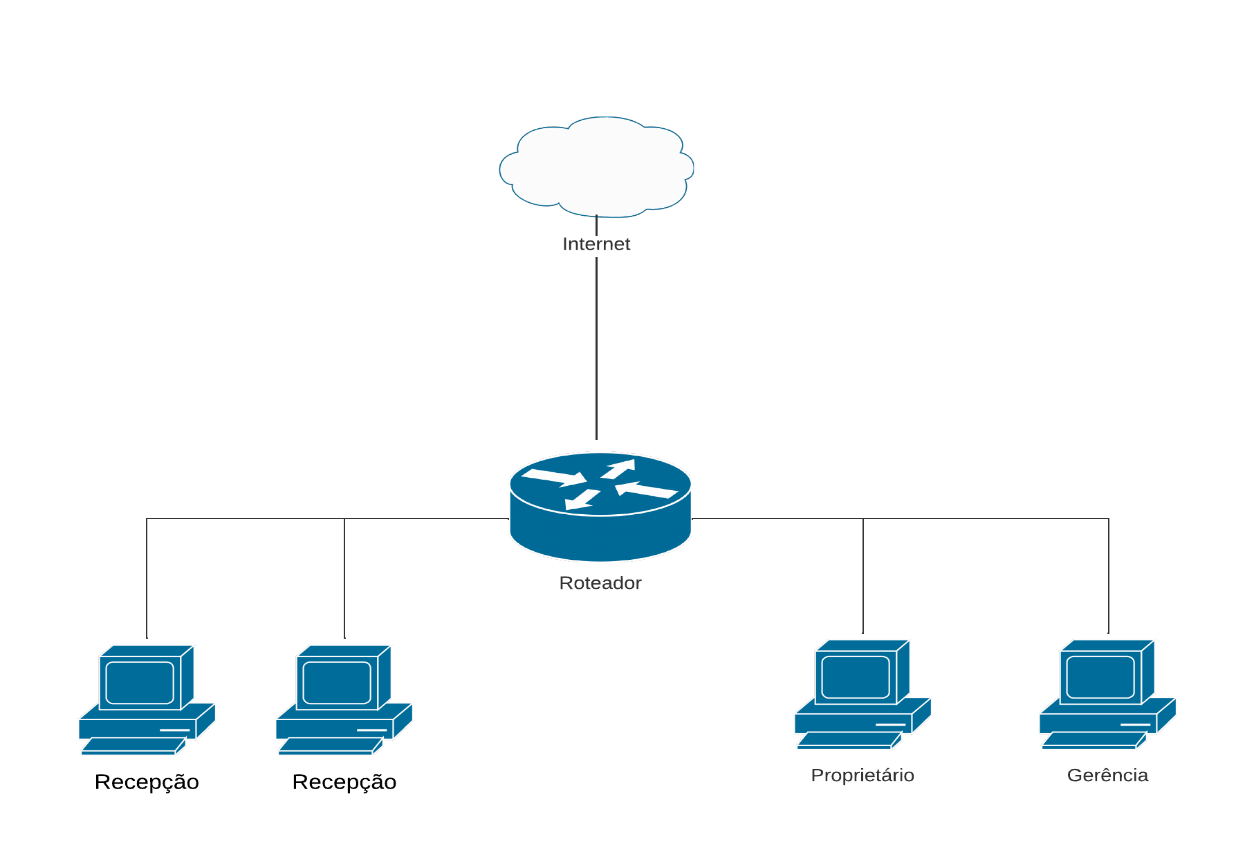 Internet
Roteador
Recepção
Recepção
Proprietário
Gerência